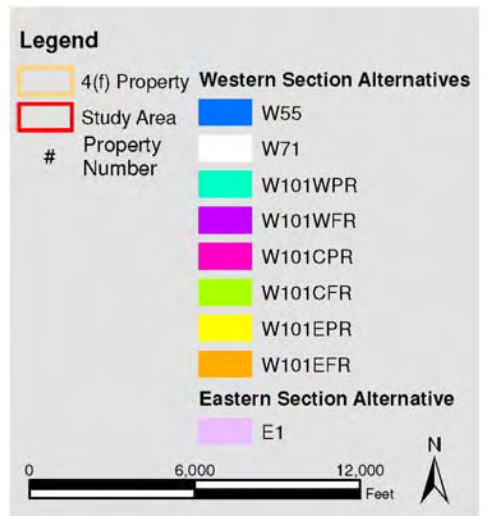 Legend
4(f) Property
Study Area
# Property
Number
Western Section Alternatives
W55
W71
W101WPR
W101WFR
W101CPR
W101CFR
W101EPR
W101EFR
Eastern Section Alternative
E1
N
0 6,000 12,000
Feet